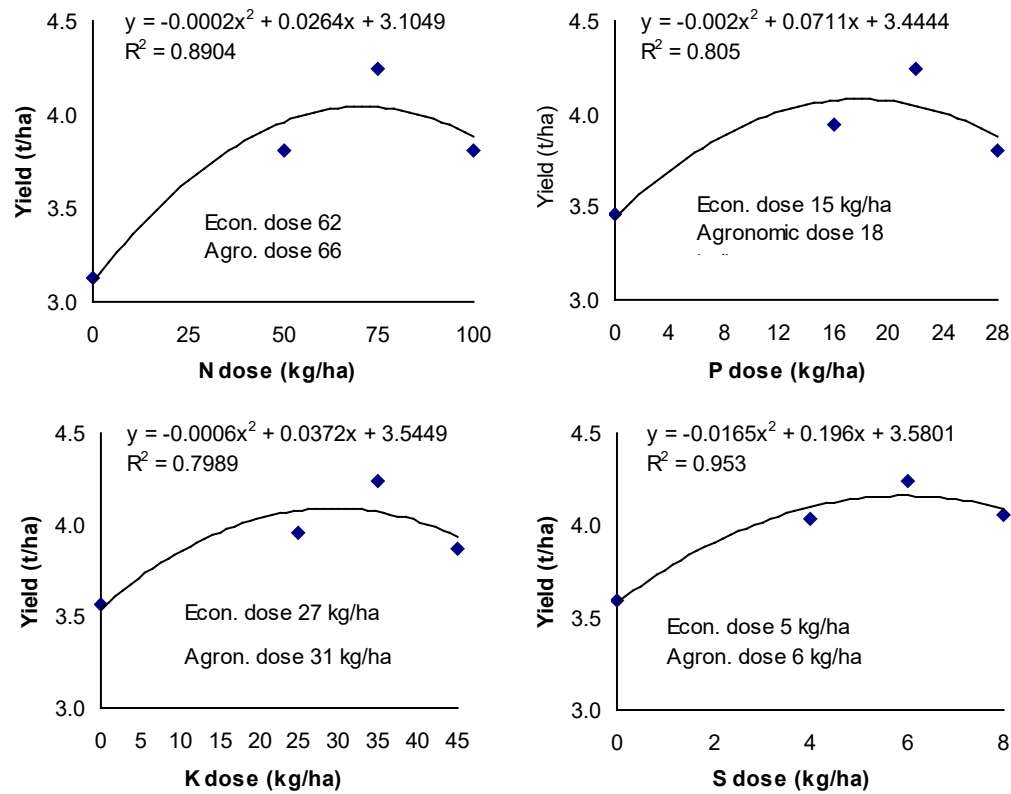 y = -0.0002x² + 0.0264x + 3.1049
R² = 0.8904
4.5
4.0
3.5
3.0
Yield (t/ha)
Econ. dose 62
Agro. dose 66
0 25 50 75 100
N dose (kg/ha)
y = -0.002x² + 0.0711x + 3.4444
R² = 0.805
4.5
4.0
3.5
3.0
Yield (t/ha)
Econ. dose 15 kg/ha
Agronomic dose 18
0 4 8 12 16 20 24 28
P dose (kg/ha)
y = -0.0006x² + 0.0372x + 3.5449
R² = 0.7989
4.5
4.0
3.5
3.0
Yield (t/ha)
Econ. dose 27 kg/ha
Agron. dose 31 kg/ha
0 5 10 15 20 25 30 35 40 45
K dose (kg/ha)
y = -0.0165x² + 0.196x + 3.5801
R² = 0.953
4.5
4.0
3.5
3.0
Yield (t/ha)
Econ. dose 5 kg/ha
Agron. dose 6 kg/ha
0 2 4 6 8
S dose (kg/ha)